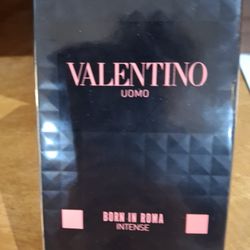 VALENTINO
UOMO
BORN IN ROMA
INTENSE